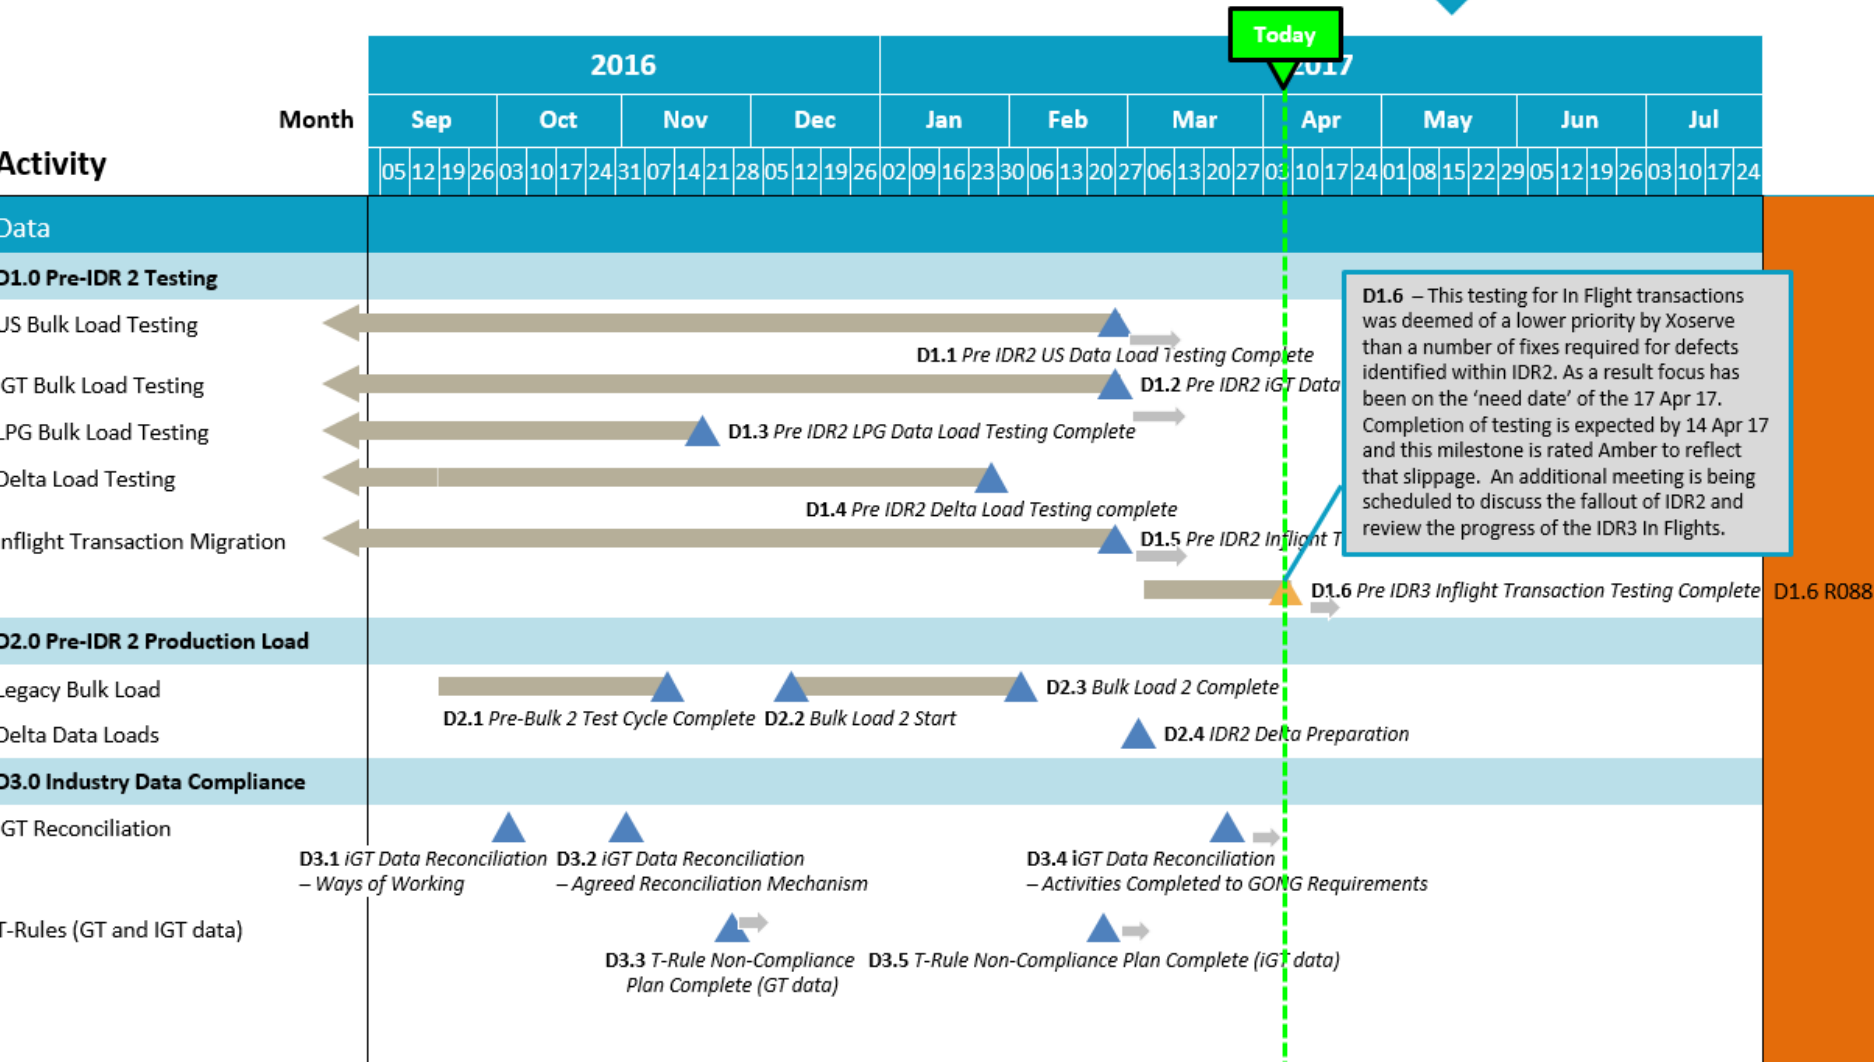 Today
2016 2017
Month Sep Oct Nov Dec Jan Feb Mar Apr May Jun Jul
Activity
05 12 19 26 03 10 17 24 31 07 14 21 28 05 12 19 26 02 09 16 23 30 06 13 20 27 06 13 20 27 03 10 17 24 01 08 15 22 29 05 12 19 26 03 10 17 24
Data
D1.0 Pre-IDR 2 Testing
US Bulk Load Testing
D1.1 Pre IDR2 US Data Load Testing Complete
GT Bulk Load Testing
D1.2 Pre IDR2 iGT Data
LPG Bulk Load Testing
D1.3 Pre IDR2 LPG Data Load Testing Complete
Delta Load Testing
D1.4 Pre IDR2 Delta Load Testing complete
Inflight Transaction Migration
D1.5 Pre IDR2 Inflight T
D1.6 – This testing for In Flight transactions
was deemed of a lower priority by Xoserve
than a number of fixes required for defects
identified within IDR2. As a result focus has
been on the ‘need date’ of the 17 Apr 17.
Completion of testing is expected by 14 Apr 17
and this milestone is rated Amber to reflect
that slippage. An additional meeting is being
scheduled to discuss the fallout of IDR2 and
review the progress of the IDR3 In Flights.
D1.6 Pre IDR3 Inflight Transaction Testing Complete
D1.6 R088
D2.0 Pre-IDR 2 Production Load
Legacy Bulk Load
D2.3 Bulk Load 2 Complete
D2.1 Pre-Bulk 2 Test Cycle Complete
D2.2 Bulk Load 2 Start
Delta Data Loads
D2.4 IDR2 Delta Preparation
D3.0 Industry Data Compliance
GT Reconciliation
D3.1 iGT Data Reconciliation
– Ways of Working
D3.2 iGT Data Reconciliation
– Agreed Reconciliation Mechanism
D3.4 iGT Data Reconciliation
– Activities Completed to GONG Requirements
T-Rules (GT and IGT data)
D3.3 T-Rule Non-Compliance
Plan Complete (GT data)
D3.5 T-Rule Non-Compliance Plan Complete (iGT data)